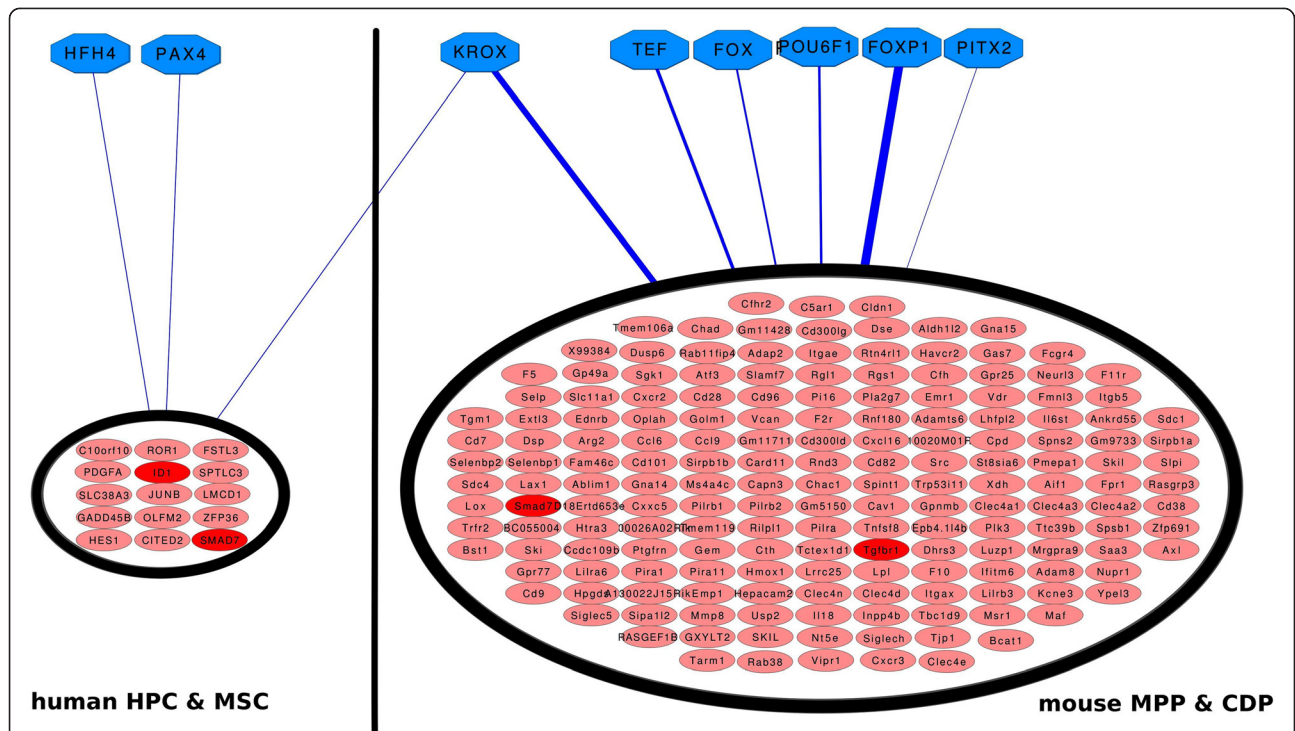 HFH4 PAX4 KROX TEF FOX POU6F1 FOXP1 PITX2
C10orf10 ROR1 FSTL3
PDGFA ID1 SPTLC3
SLC38A3 JUNB LMCD1
GADD45B OLFM2 ZFP36
HES1 CITED2 SMAD7
human HPC & MSC
Cfhr2 C5ar1 Cldn1
Tmem106a Chad Gm11428 Cd300lg Dse Aldh1l2 Gna15
X99384 Dusp6 Rab11fip4 Adap2 Itgae Rtn4rl1 Havcr2 Gas7 Fcgr4
F5 Gp49a Sgk1 Atf3 Slamf7 Rgl1 Rgs1 Cfh Gpr25 Neurl3 F11r
Selp Slc11a1 Cxcr2 Cd28 Cd96 Pi16 Pla2g7 Emr1 Vdr Fmnl3 Itgb5
Tgm1 Extl3 Ednrb Oplah Golm1 Vcan F2r Rnf180 Adamts6 Lhfpl2 Il6st Ankrd55 Sdc1
Cd7 Dsp Arg2 Ccl6 Ccl9 Gm11711 Cd300ld Cxcl16 10020M01R Cpd Spns2 Gm9733 Sirpb1a
Selenbp2 Selenbp1 Fam46c Cd101 Sirpb1b Card11 Rnd3 Cd82 Src St8sia6 Pmepa1 Skil Slpi
Sdc4 Lax1 Ablim1 Gna14 Ms4a4c Capn3 Chac1 Spint1 Trp53i11 Xdh Aif1 Fpr1 Rasgrp3
Lox Smad7 D18Ertd653e Cxxc5 Pilrb1 Pilrb2 Gm5150 Cav1 Gpnmb Clec4a1 Clec4a3 Clec4a2 Cd38
Trfr2 BC055004 Htra3 00026A02Rik Tmem119 Rilpl1 Pilra Tnfsf8 Epb4.1l4b Plk3 Ttc39b Spsb1 Zfp691
Bst1 Ski Ccdc109b Ptgfrn Gem Cth Tctex1d1 Tgfbr1 Dhrs3 Luzp1 Mrgpra9 Saa3 Axl
Gpr77 Lilra6 Pira1 Pira11 Hmox1 Lrrc25 Lpl F10 Ifitm6 Adam8 Nupr1
Cd9 Hpgds A130022J15Rik Emp1 Hepacam2 Clec4n Clec4d Itgax Lilrb3 Kcne3 Ypel3
Siglec5 Sipa1l2 Mmp8 Usp2 Il18 Inpp4b Tbc1d9 Msr1 Maf
RASGEF1B GXYLT2 SKIL Nt5e Siglech Tjp1 Bcat1
Tarm1 Rab38 Vipr1 Cxcr3 Clec4e
mouse MPP & CDP